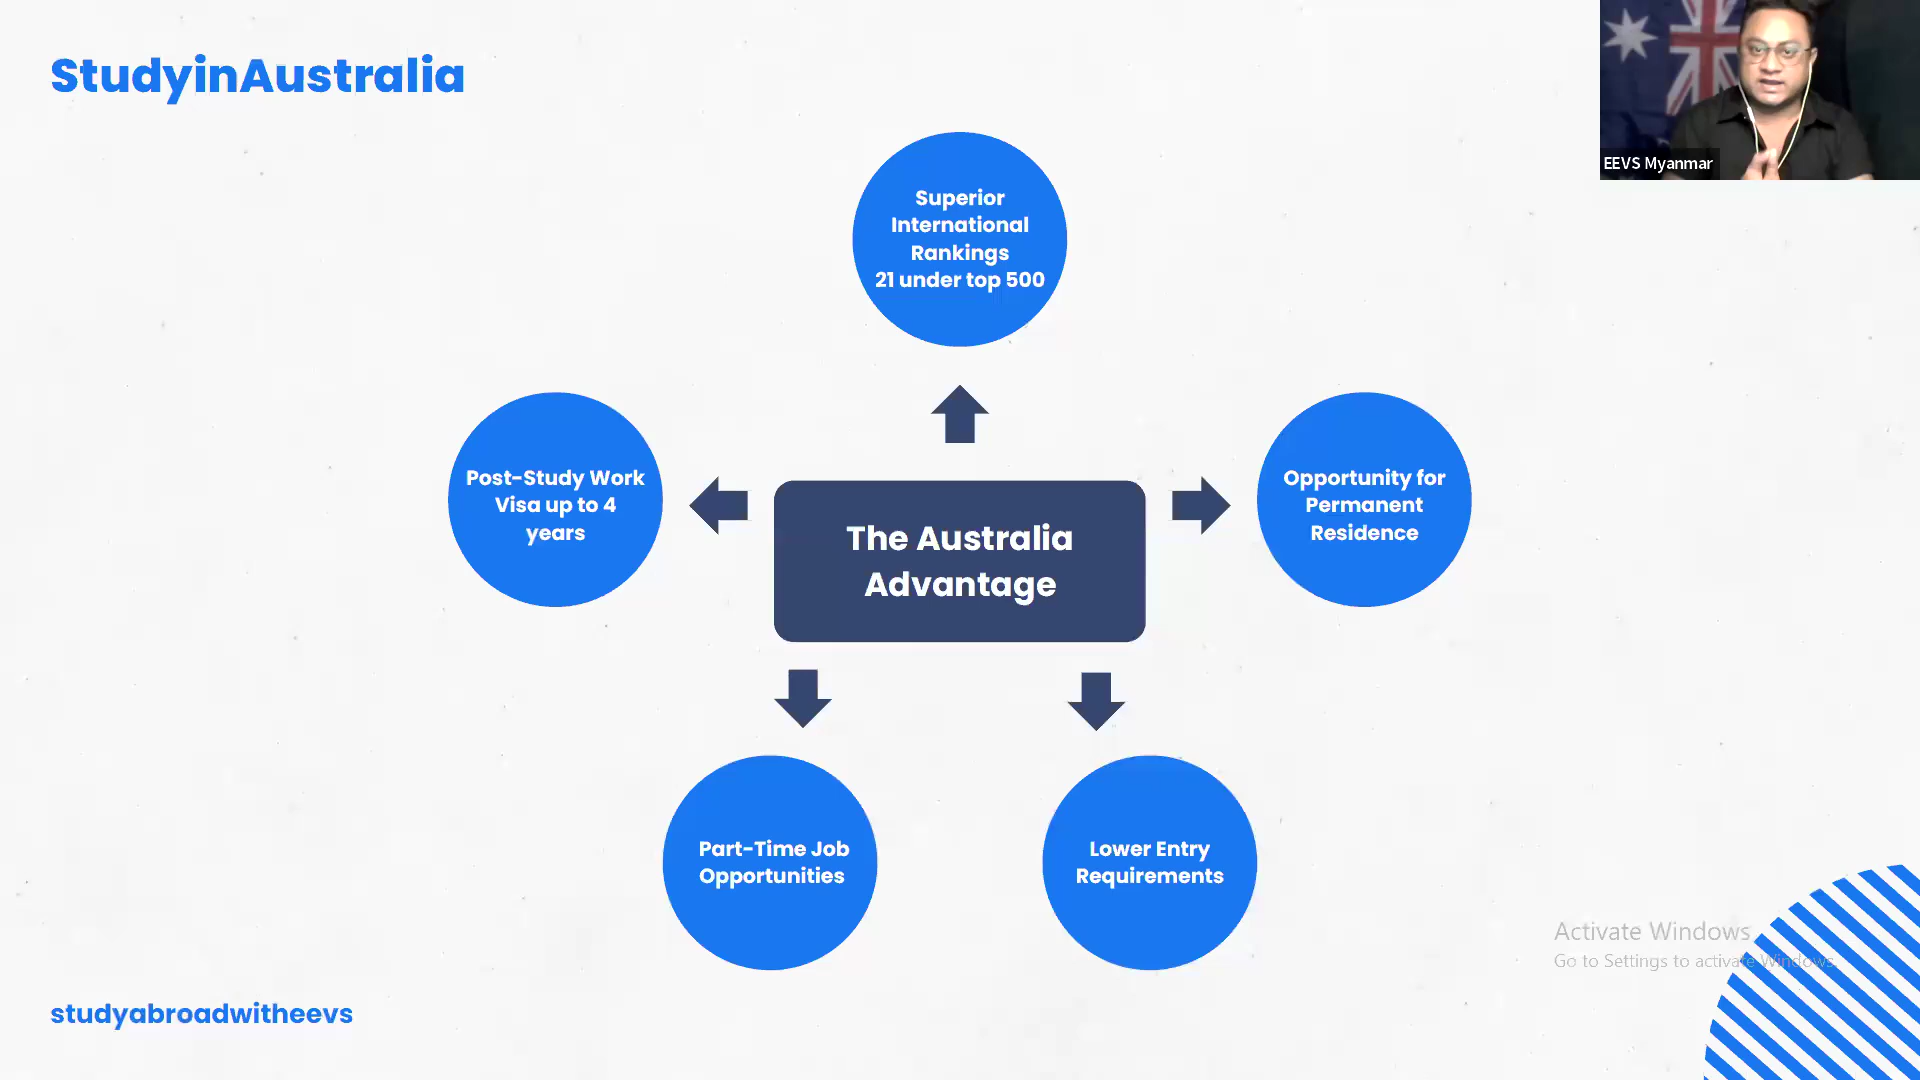 StudyinAustralia
EEVS Myanmar
Superior
International
Rankings
21 under top 500
Post-Study Work
Visa up to 4
years
The Australia
Advantage
Opportunity for
Permanent
Residence
Part-Time Job
Opportunities
Lower Entry
Requirements
Activate Windows
Go to Settings to activate Windows.
studyabroadwitheevs